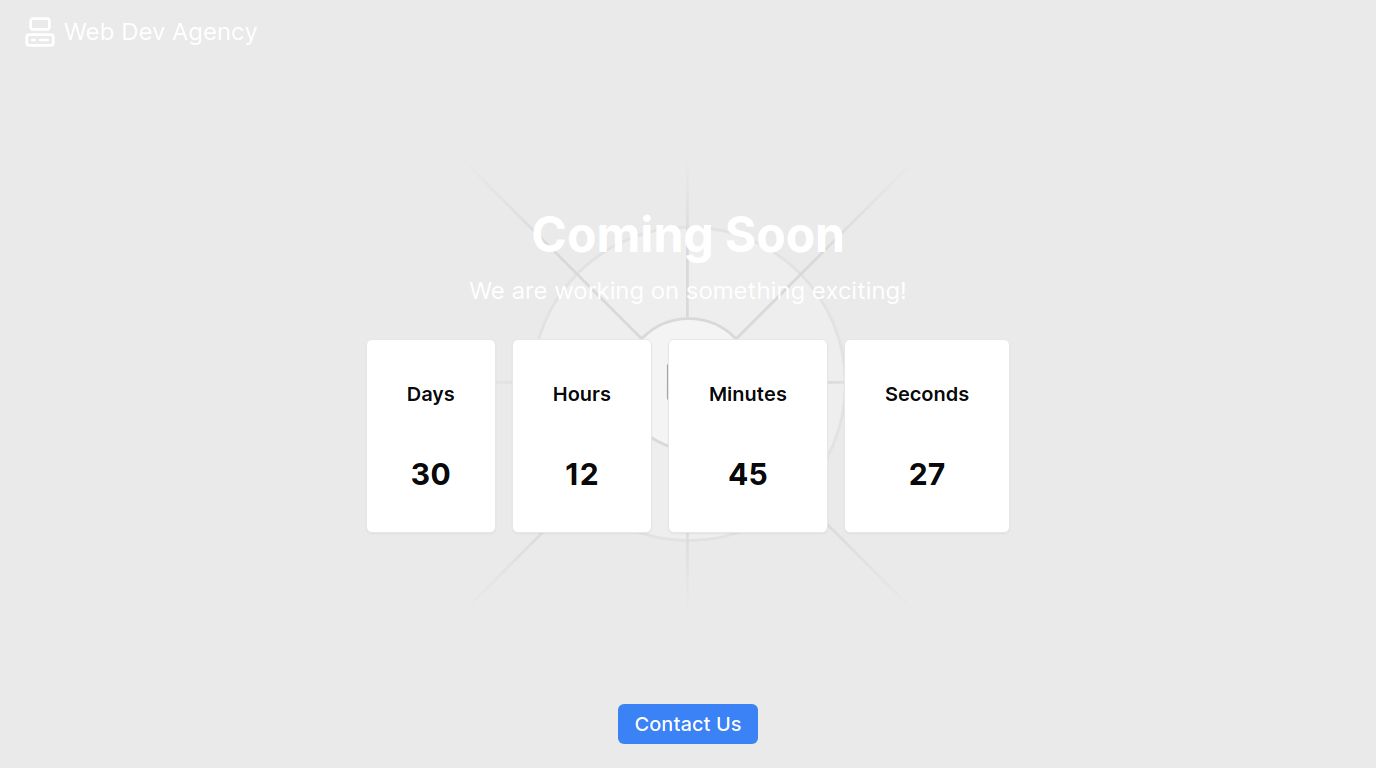 Web Dev Agency
Coming Soon
We are working on something exciting!
Days Hours Minutes Seconds
30 12 45 27
Contact Us